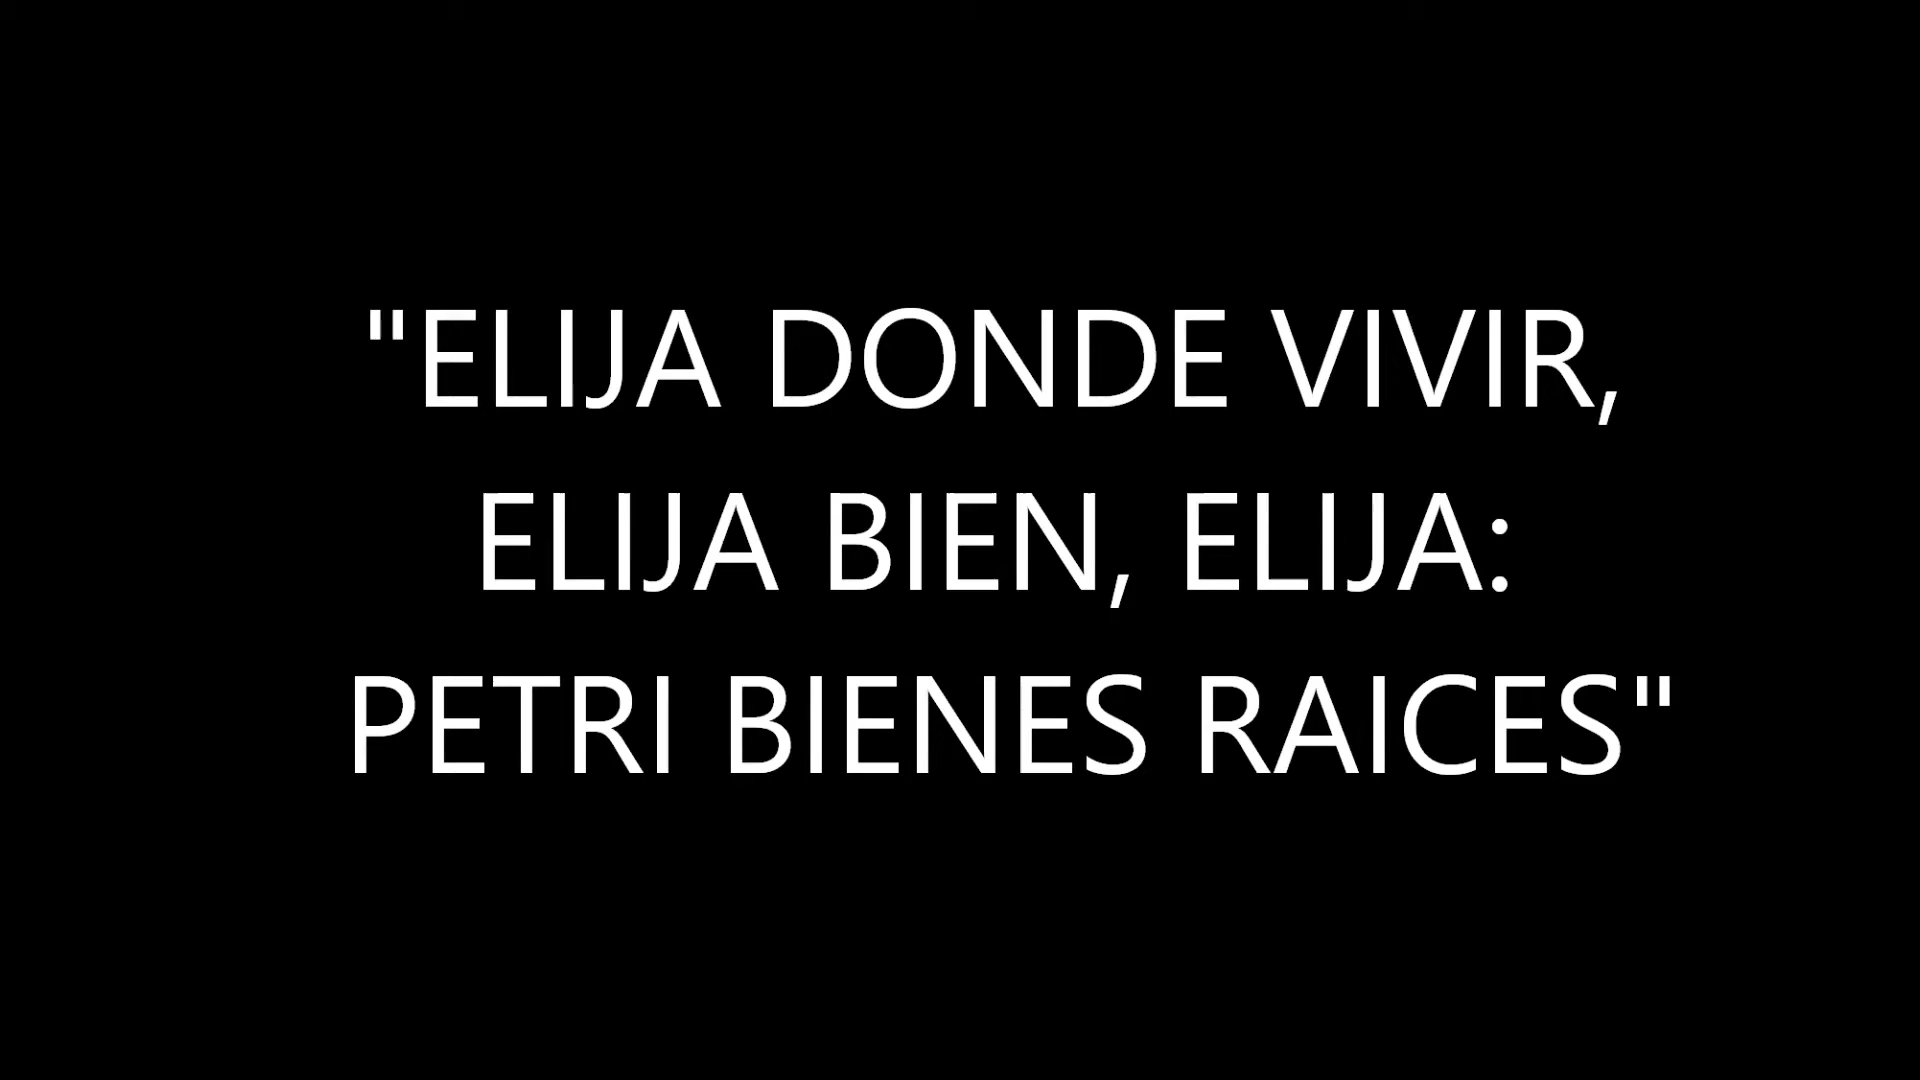 "ELIJA DONDE VIVIR,
ELIJA BIEN, ELIJA:
PETRI BIENES RAICES"